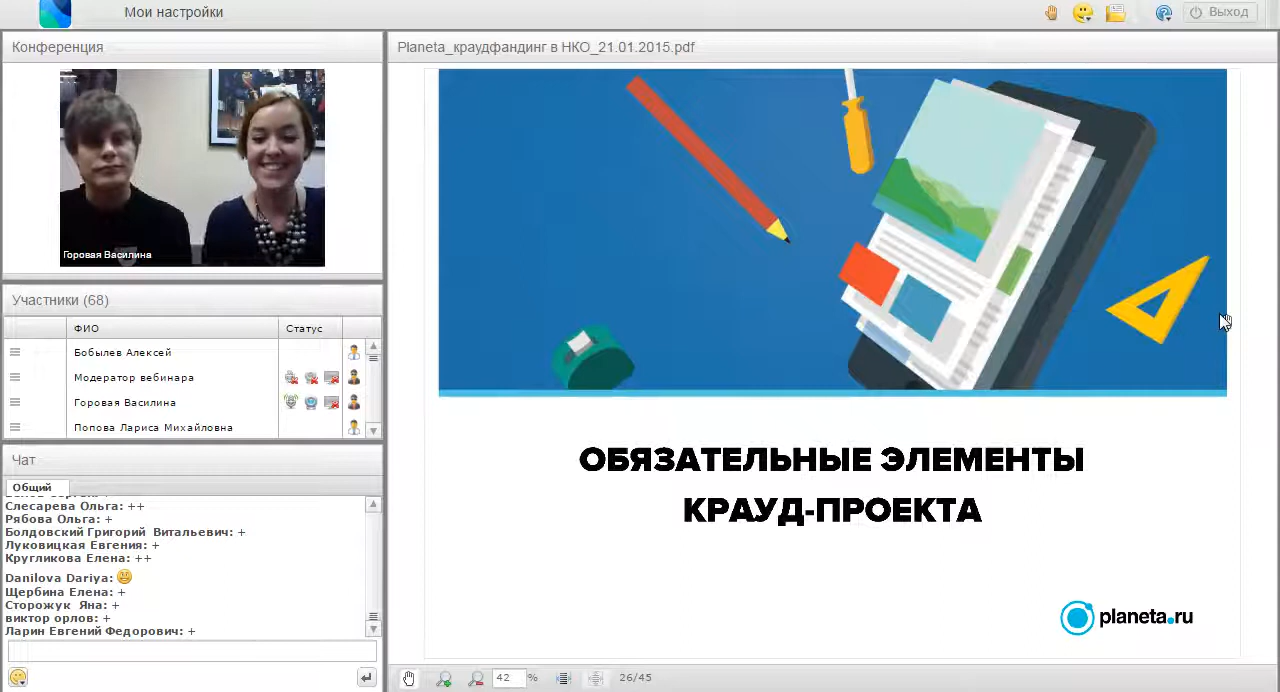 Мои настройки
Выход
Конференция
Горовая Василина
Участники (68)
ФИО
Статус
Бобылев Алексей
Модератор вебинара
Горовая Василина
Попова Лариса Михайловна
Чат
Общий
Слесарева Ольга: ++
Рябова Ольга: +
Болдовский Григорий Витальевич: +
Луковицкая Евгения: +
Кругликова Елена: ++
Danilova Dariya:
Щербина Елена: +
Сторожук Яна: +
виктор орлов: +
Ларин Евгений Федорович: +
Planeta_краудфандинг в НКО_21.01.2015.pdf
ОБЯЗАТЕЛЬНЫЕ ЭЛЕМЕНТЫ
КРАУД-ПРОЕКТА
planeta.ru
42 %
26/45